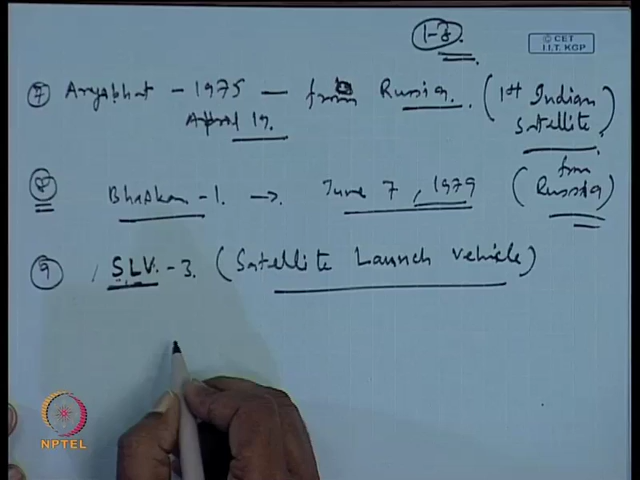 1-8.
© CET
I.I.T. KGP
7 Aryabhat - 1975 - from Russia. (1st Indian
April 19. Satellite)
8 Bhaskar - 1. → June 7, 1979 (from
Russia)
9 SLV. - 3. (Satellite Launch Vehicle)
NPTEL